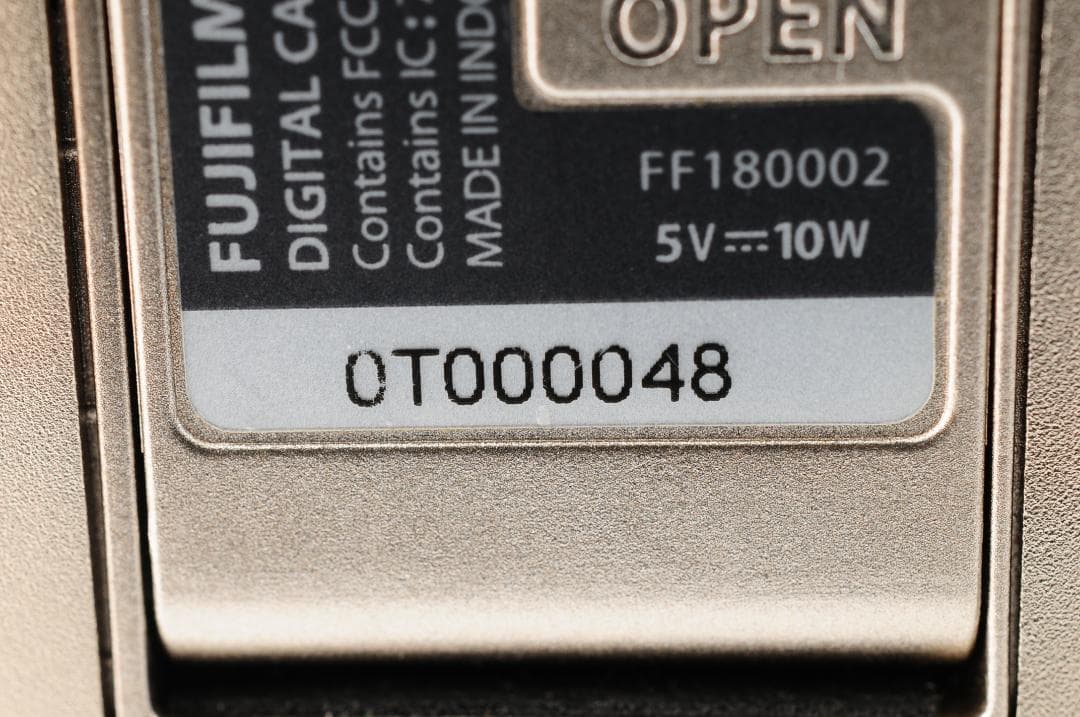 OPEN
FUJIFILM
DIGITAL CA
Contains FCC
Contains IC :
MADE IN INDO
FF180002
5V⎓10W
0T000048